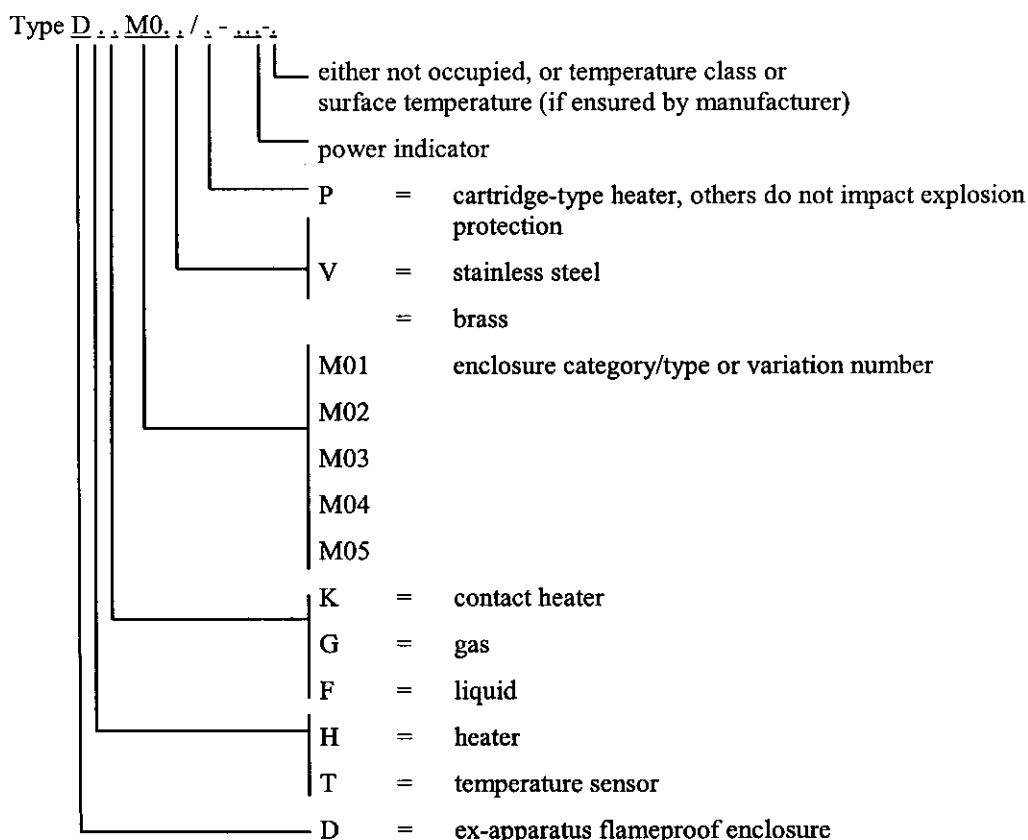 Type D . . M0. . / . - ...-.
either not occupied, or temperature class or
surface temperature (if ensured by manufacturer)
power indicator
P = cartridge-type heater, others do not impact explosion
protection
V = stainless steel
= brass
M01 enclosure category/type or variation number
M02
M03
M04
M05
K = contact heater
G = gas
F = liquid
H = heater
T = temperature sensor
D = ex-apparatus flameproof enclosure